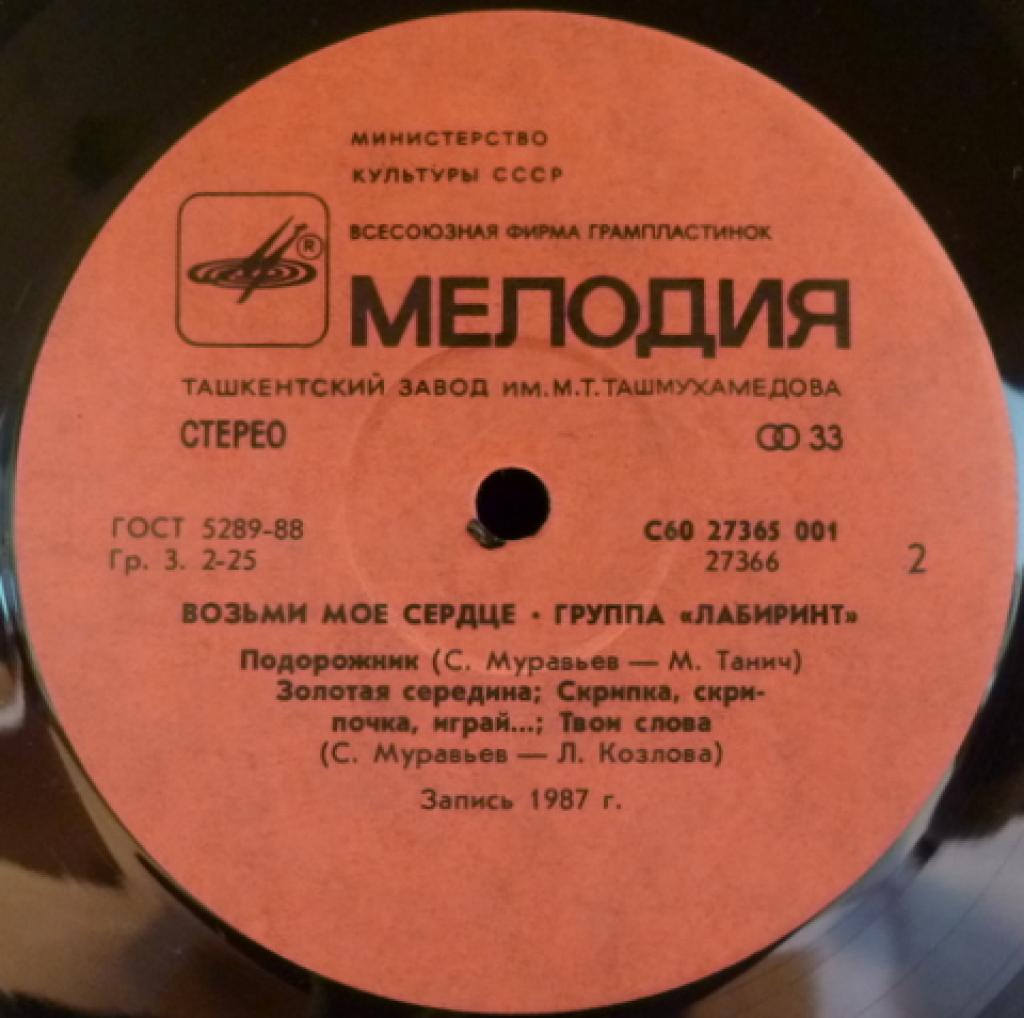 МИНИСТЕРСТВО
КУЛЬТУРЫ СССР
ВСЕСОЮЗНАЯ ФИРМА ГРАМПЛАСТИНОК
®
МЕЛОДИЯ
ТАШКЕНТСКИЙ ЗАВОД ИМ. М.Т. ТАШМУХАМЕДОВА
СТЕРЕО 33
ГОСТ 5289-88 С60 27365 001
Гр. 3. 2-25 27366 2
ВОЗЬМИ МОЕ СЕРДЦЕ · ГРУППА «ЛАБИРИНТ»
Подорожник (С. Муравьев — М. Танич)
Золотая середина; Скрипка, скри-
почка, играй...; Твои слова
(С. Муравьев — Л. Козлова)
Запись 1987 г.